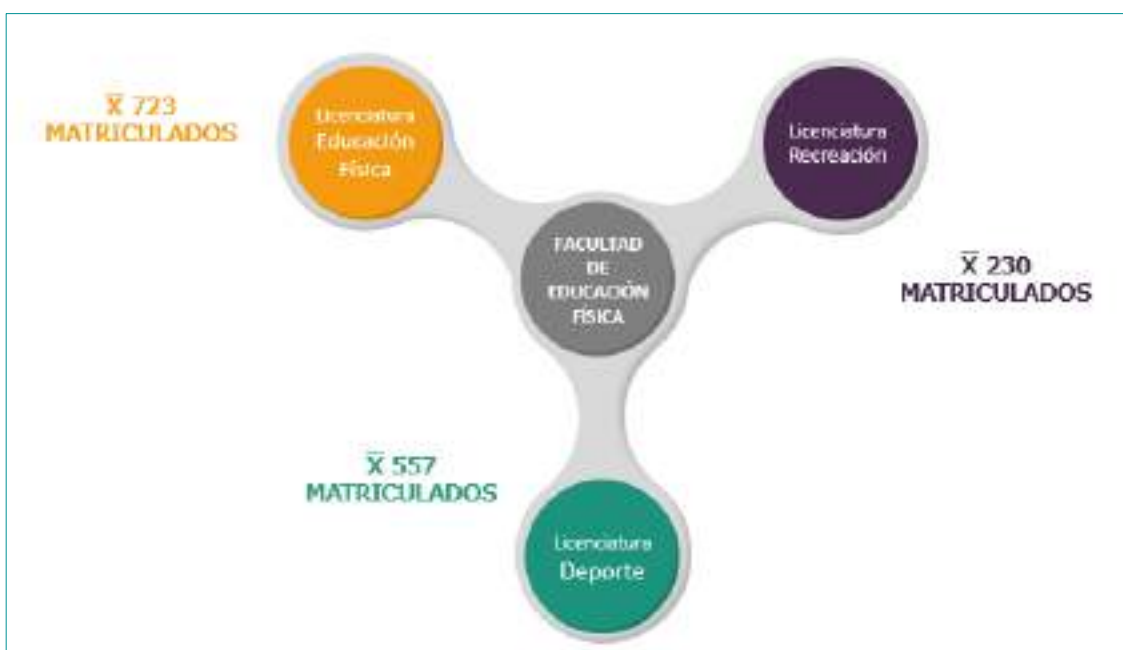 X̅ 723
MATRICULADOS
Licenciatura
Educación
Física
Licenciatura
Recreación
FACULTAD
DE
EDUCACIÓN
FÍSICA
X̅ 230
MATRICULADOS
X̅ 557
MATRICULADOS
Licenciatura
Deporte